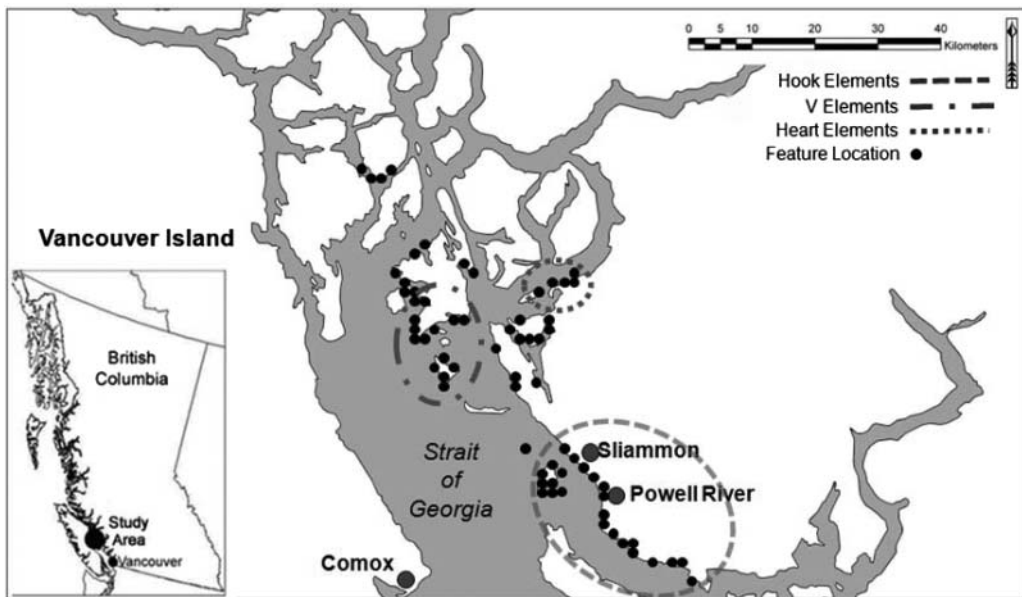 0 10 20 30 40
Kilometers
Hook Elements
V Elements
Heart Elements
Feature Location
Vancouver Island
British
Columbia
Study
Area
Vancouver
Strait
of
Georgia
Sliammon
Powell River
Comox